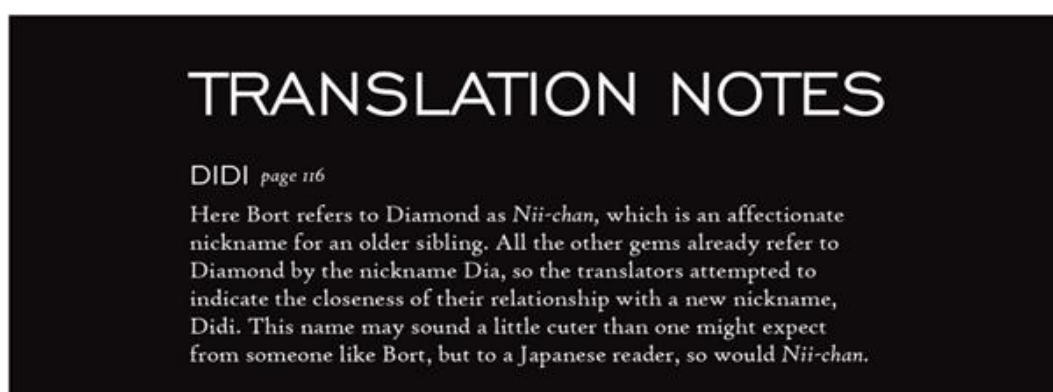 TRANSLATION NOTES
DIDI page 116
Here Bort refers to Diamond as Nii-chan, which is an affectionate
nickname for an older sibling. All the other gems already refer to
Diamond by the nickname Dia, so the translators attempted to
indicate the closeness of their relationship with a new nickname,
Didi. This name may sound a little cuter than one might expect
from someone like Bort, but to a Japanese reader, so would Nii-chan.